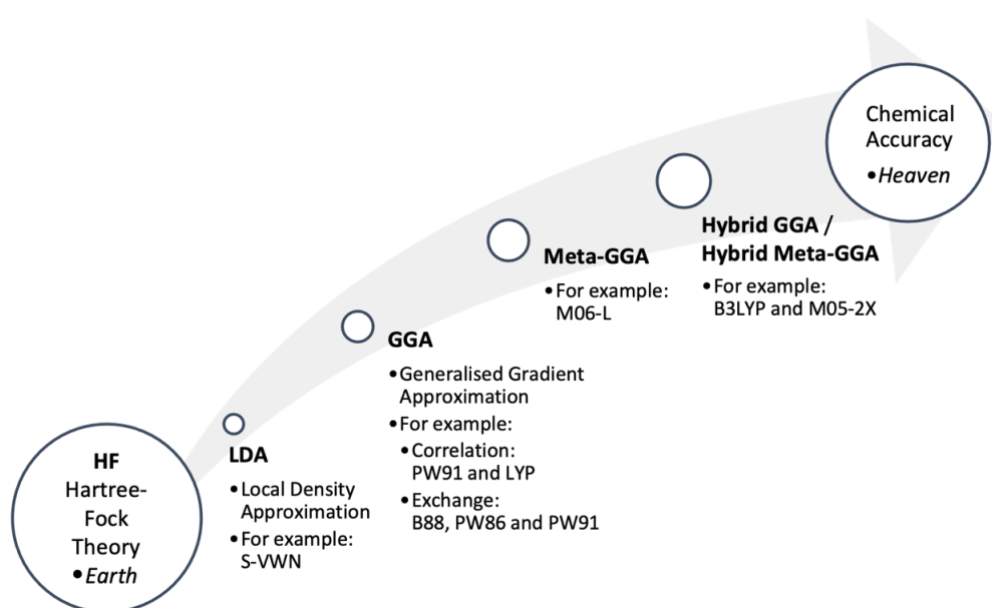 HF
Hartree-
Fock
Theory
•Earth
LDA
•Local Density
Approximation
•For example:
S-VWN
GGA
•Generalised Gradient
Approximation
•For example:
•Correlation:
PW91 and LYP
•Exchange:
B88, PW86 and PW91
Meta-GGA
•For example:
M06-L
Hybrid GGA /
Hybrid Meta-GGA
•For example:
B3LYP and M05-2X
Chemical
Accuracy
•Heaven